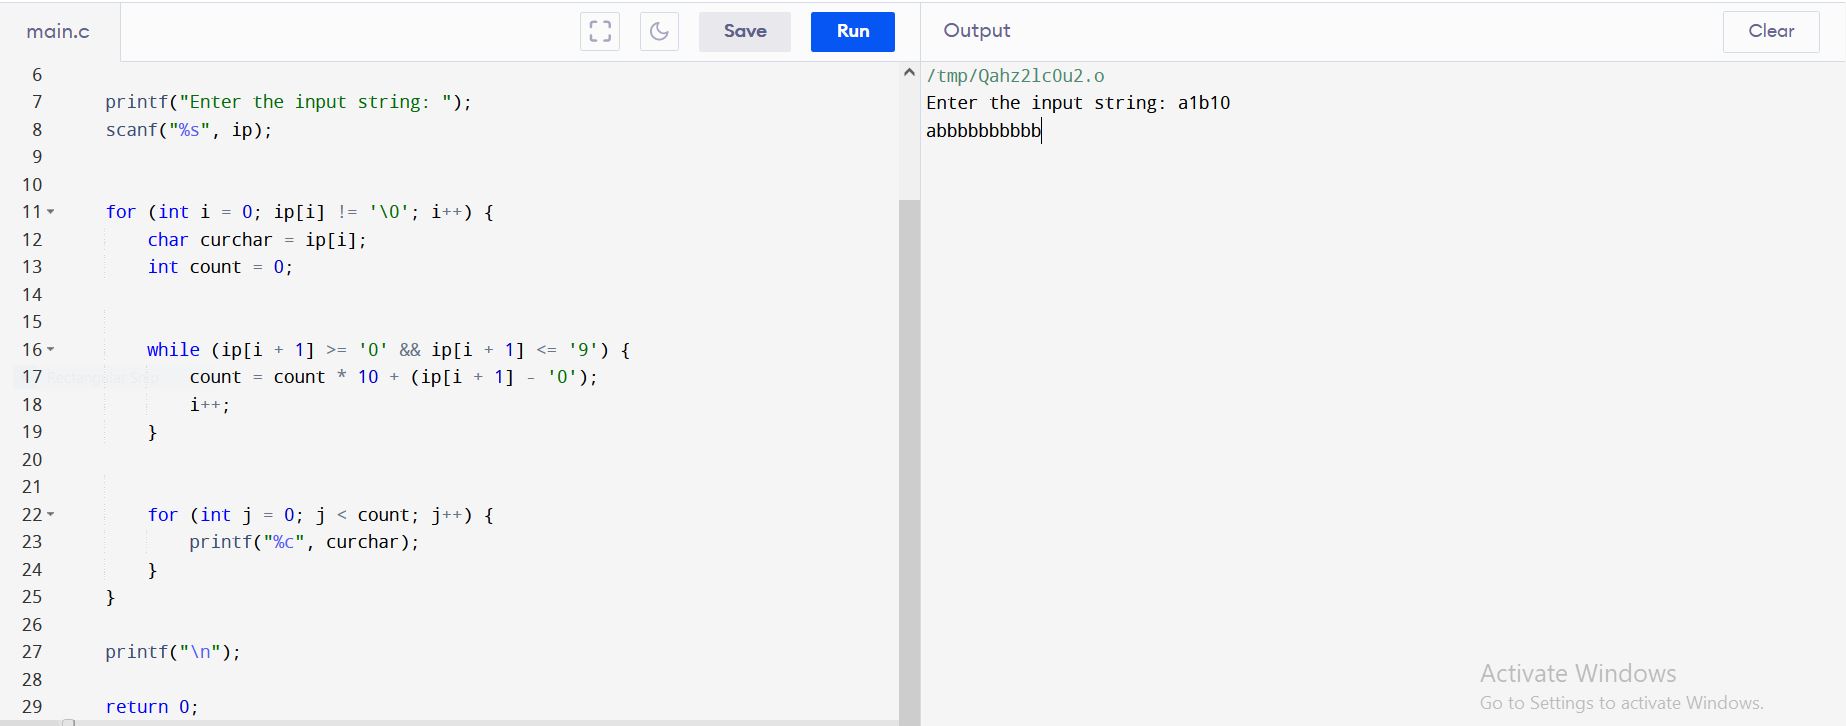 main.c
Save
Run
Output
Clear
6
7 printf("Enter the input string: ");
8 scanf("%s", ip);
9
10
11 for (int i = 0; ip[i] != '\0'; i++) {
12 char curchar = ip[i];
13 int count = 0;
14
15
16 while (ip[i + 1] >= '0' && ip[i + 1] <= '9') {
17 count = count * 10 + (ip[i + 1] - '0');
Rectangular Snip
18 i++;
19 }
20
21
22 for (int j = 0; j < count; j++) {
23 printf("%c", curchar);
24 }
25 }
26
27 printf("\n");
28
29 return 0;
/tmp/Qahz2lc0u2.o
Enter the input string: a1b10
abbbbbbbbbb
Activate Windows
Go to Settings to activate Windows.